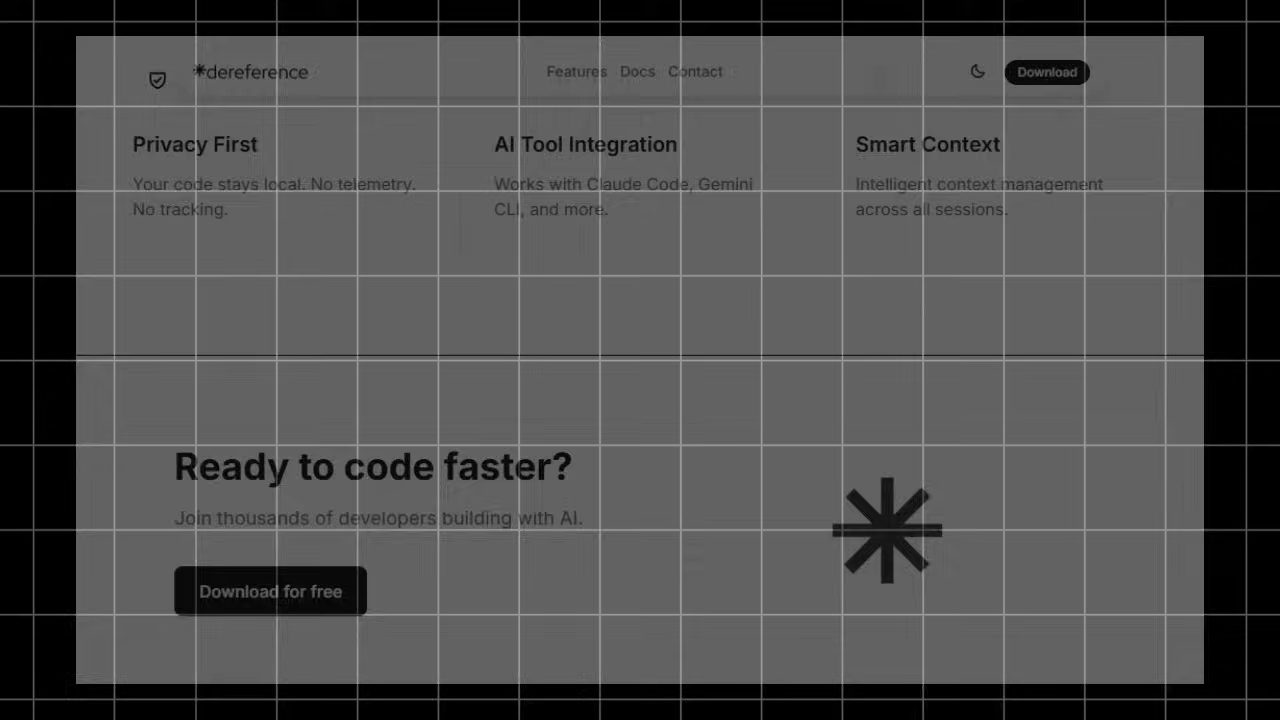 *dereference
Features Docs Contact
Download
Privacy First
Your code stays local. No telemetry.
No tracking.
AI Tool Integration
Works with Claude Code, Gemini
CLI, and more.
Smart Context
Intelligent context management
across all sessions.
Ready to code faster?
Join thousands of developers building with AI.
Download for free